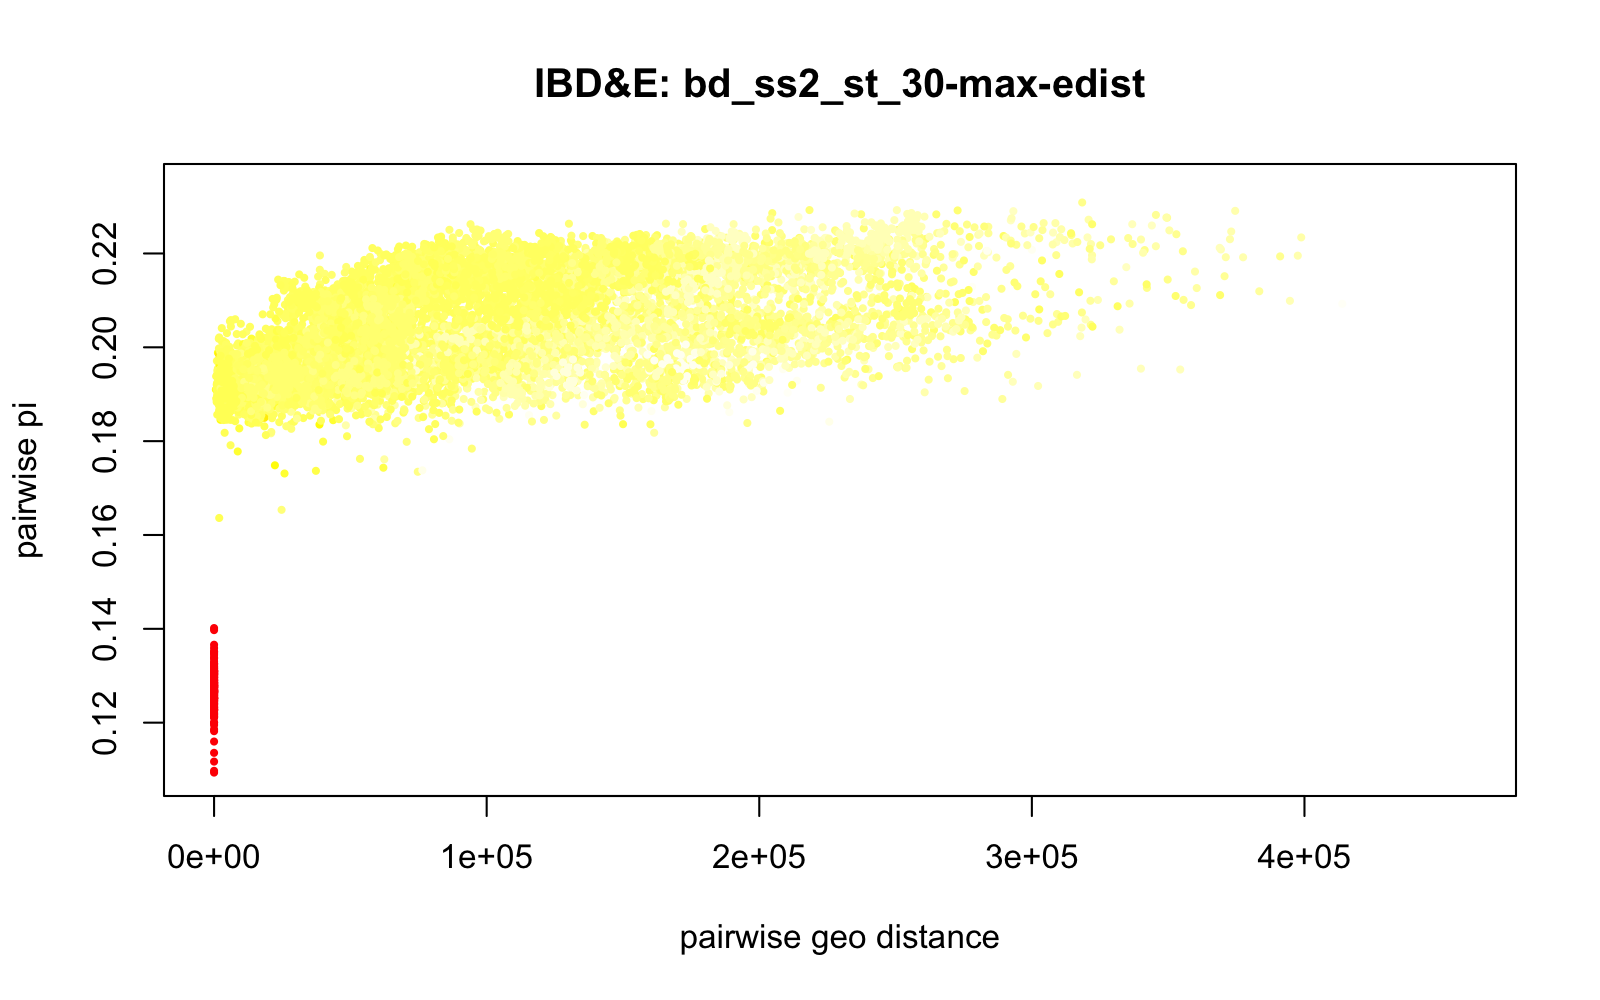 IBD&E: bd_ss2_st_30-max-edist
pairwise pi
0.22
0.20
0.18
0.16
0.14
0.12
0e+00 1e+05 2e+05 3e+05 4e+05
pairwise geo distance